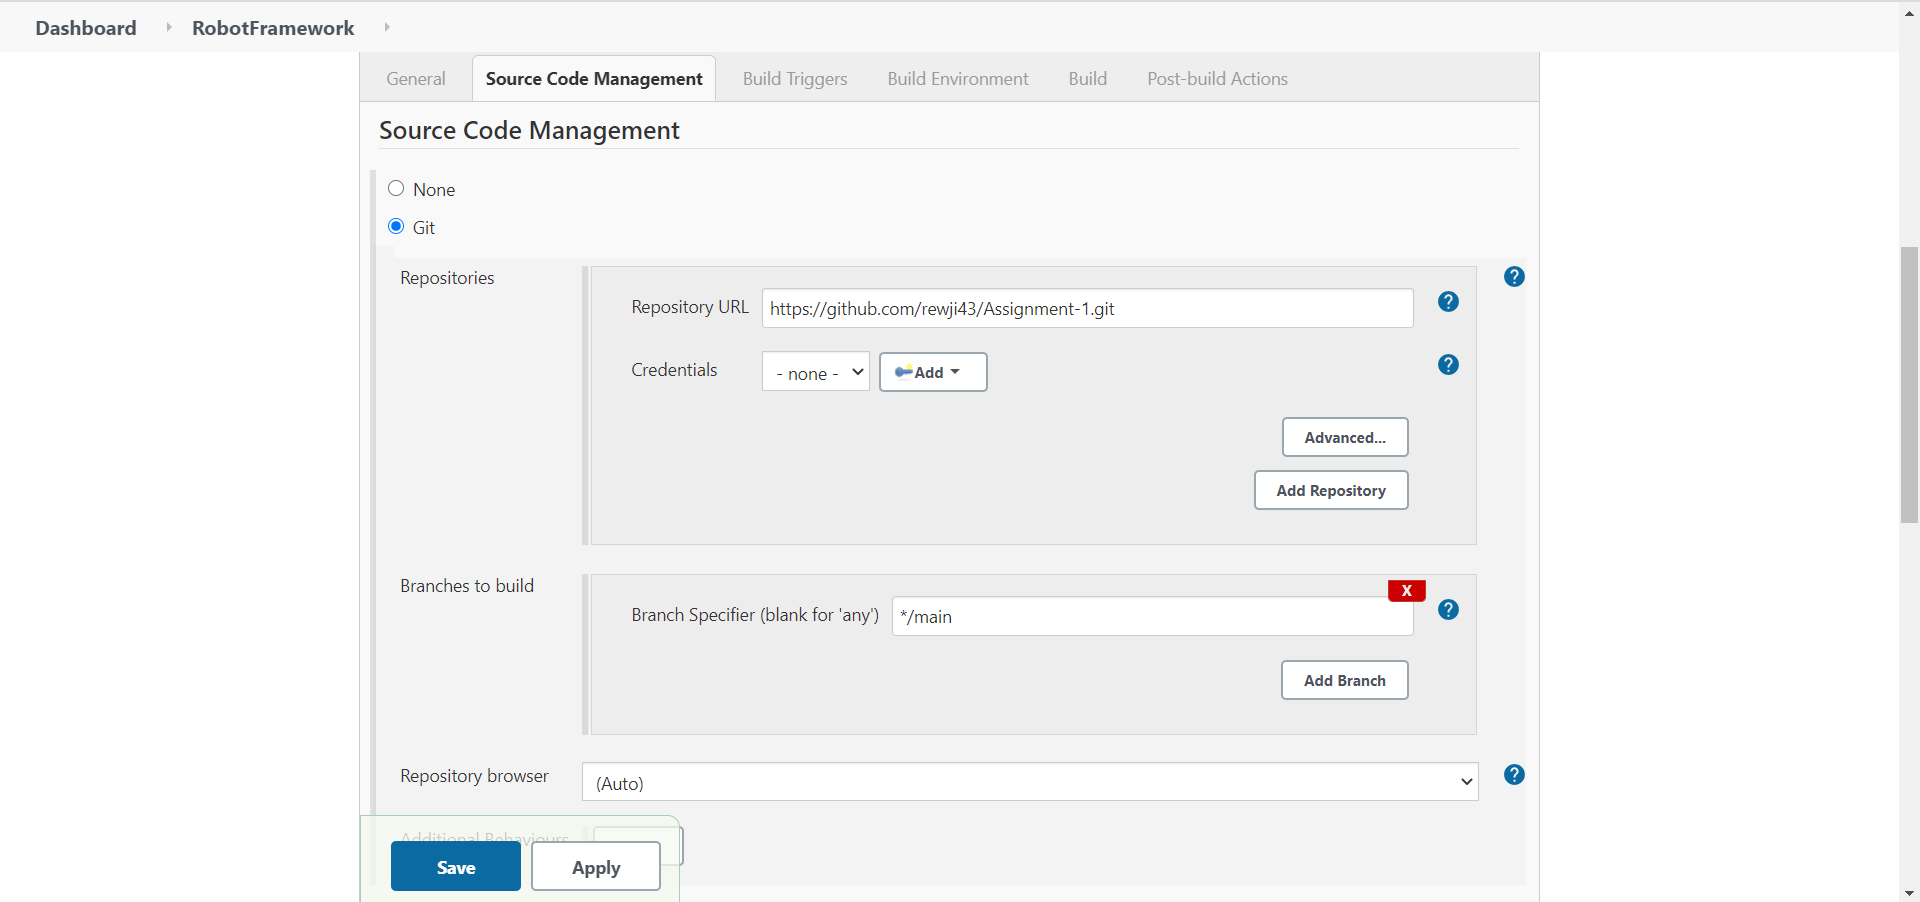 Dashboard RobotFramework
General Source Code Management Build Triggers Build Environment Build Post-build Actions
Source Code Management
None
Git
Repositories
?
Repository URL https://github.com/rewji43/Assignment-1.git ?
Credentials - none - Add ?
Advanced...
Add Repository
Branches to build
X
Branch Specifier (blank for 'any') */main ?
Add Branch
Repository browser (Auto) ?
Additional Behaviours
Save Apply